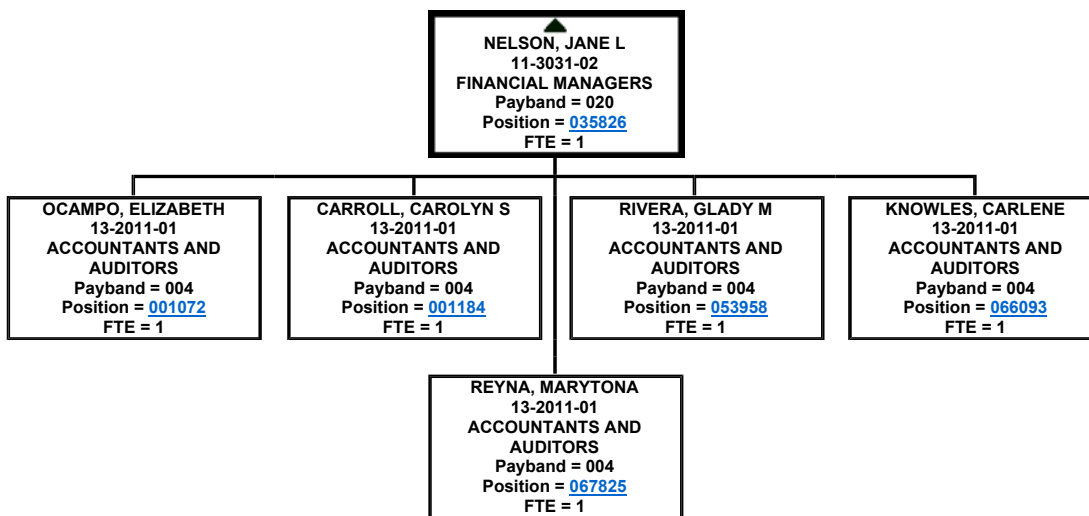 NELSON, JANE L
11-3031-02
FINANCIAL MANAGERS
Payband = 020
Position = 035826
FTE = 1
OCAMPO, ELIZABETH
13-2011-01
ACCOUNTANTS AND
AUDITORS
Payband = 004
Position = 001072
FTE = 1
CARROLL, CAROLYN S
13-2011-01
ACCOUNTANTS AND
AUDITORS
Payband = 004
Position = 001184
FTE = 1
RIVERA, GLADY M
13-2011-01
ACCOUNTANTS AND
AUDITORS
Payband = 004
Position = 053958
FTE = 1
KNOWLES, CARLENE
13-2011-01
ACCOUNTANTS AND
AUDITORS
Payband = 004
Position = 066093
FTE = 1
REYNA, MARYTONA
13-2011-01
ACCOUNTANTS AND
AUDITORS
Payband = 004
Position = 067825
FTE = 1